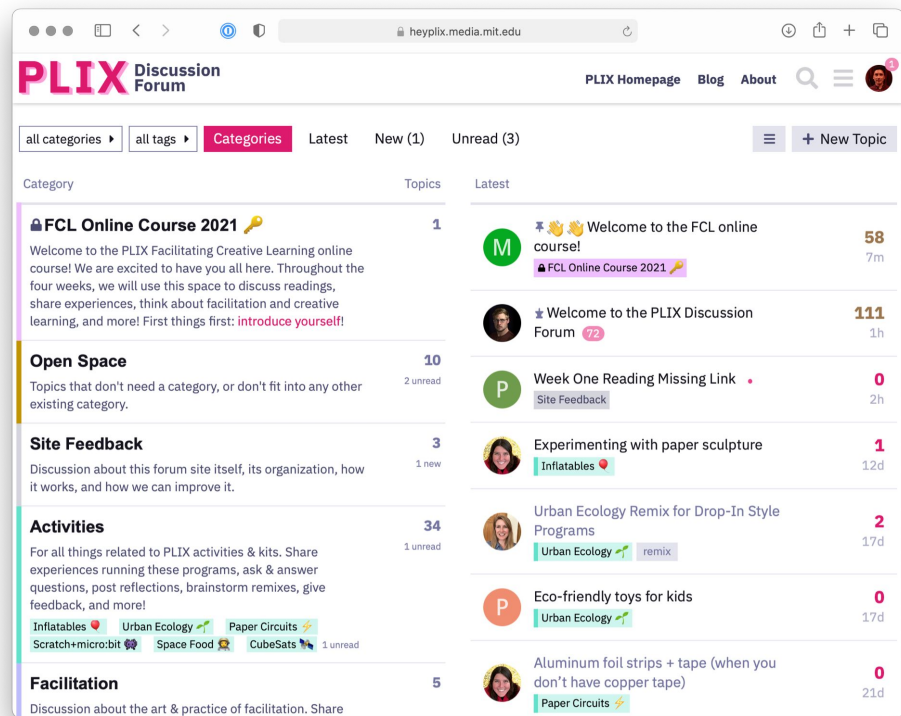 heyplix.media.mit.edu
PLIX Discussion
Forum
PLIX Homepage Blog About
1
all categories all tags Categories Latest New (1) Unread (3)
+ New Topic
Category Topics
FCL Online Course 2021 1
Welcome to the PLIX Facilitating Creative Learning online
course! We are excited to have you all here. Throughout the
four weeks, we will use this space to discuss readings,
share experiences, think about facilitation and creative
learning, and more! First things first: introduce yourself!
Open Space 10
2 unread
Topics that don't need a category, or don't fit into any other
existing category.
Site Feedback 3
1 new
Discussion about this forum site itself, its organization, how
it works, and how we can improve it.
Activities 34
1 unread
For all things related to PLIX activities & kits. Share
experiences running these programs, ask & answer
questions, post reflections, brainstorm remixes, give
feedback, and more!
Inflatables Urban Ecology Paper Circuits
Scratch+micro:bit Space Food CubeSats 1 unread
Facilitation 5
Discussion about the art & practice of facilitation. Share
Latest
M
Welcome to the FCL online
course!
FCL Online Course 2021
58
7m
Welcome to the PLIX Discussion
Forum 72
111
1h
P
Week One Reading Missing Link
Site Feedback
0
2h
Experimenting with paper sculpture
Inflatables
1
12d
Urban Ecology Remix for Drop-In Style
Programs
Urban Ecology remix
2
17d
P
Eco-friendly toys for kids
Urban Ecology
0
17d
Aluminum foil strips + tape (when you
don't have copper tape)
Paper Circuits
0
21d